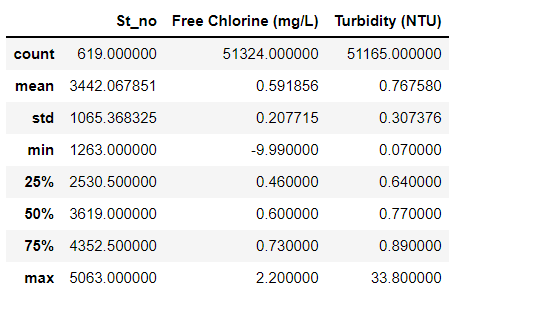 St_no Free Chlorine (mg/L) Turbidity (NTU)
count 619.000000 51324.000000 51165.000000
mean 3442.067851 0.591856 0.767580
std 1065.368325 0.207715 0.307376
min 1263.000000 -9.990000 0.070000
25% 2530.500000 0.460000 0.640000
50% 3619.000000 0.600000 0.770000
75% 4352.500000 0.730000 0.890000
max 5063.000000 2.200000 33.800000